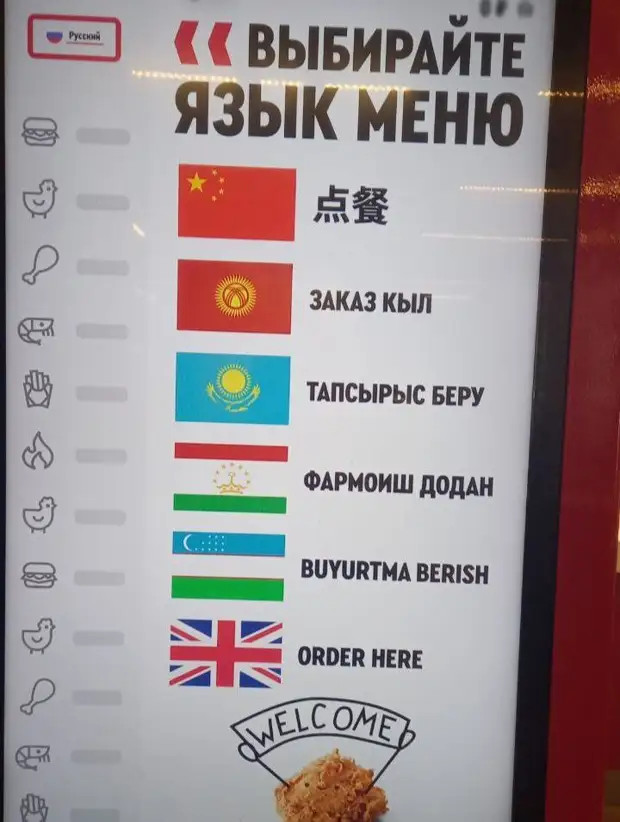 Русский
ВЫБИРАЙТЕ
ЯЗЫК МЕНЮ
点餐
ЗАКАЗ КЫЛ
ТАПСЫРЫС БЕРУ
ФАРМОИШ ДОДАН
BUYURTMA BERISH
ORDER HERE
WELCOME